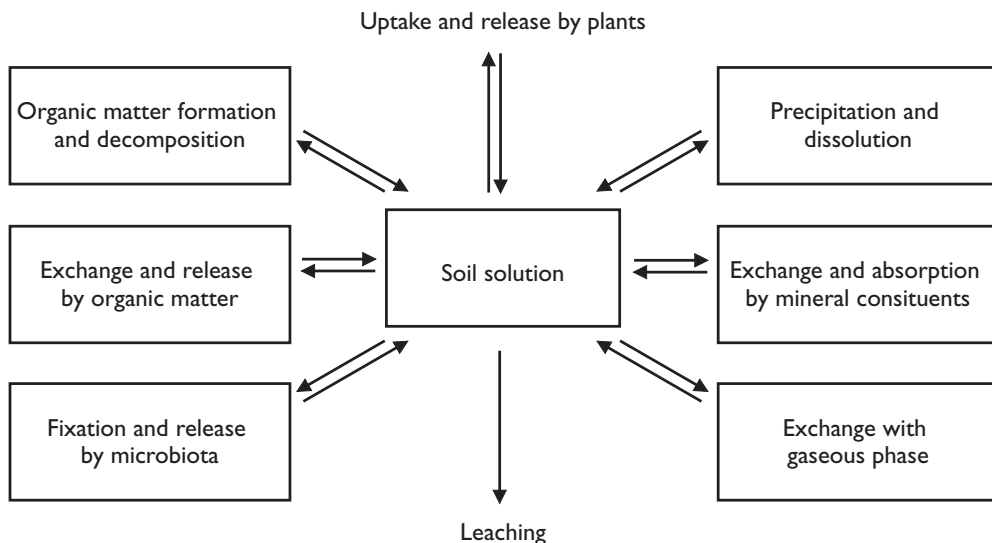 Uptake and release by plants
Organic matter formation
and decomposition
Precipitation and
dissolution
Exchange and release
by organic matter
Soil solution
Exchange and absorption
by mineral consituents
Fixation and release
by microbiota
Exchange with
gaseous phase
Leaching